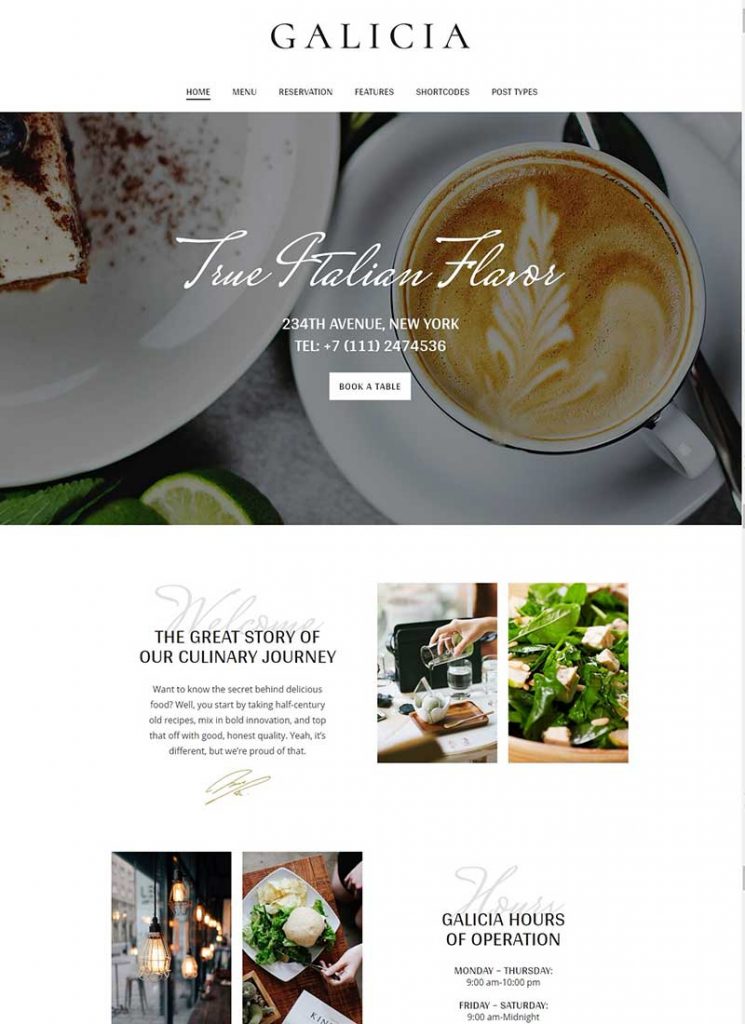 GALICIA
HOME MENU RESERVATION FEATURES SHORTCODES POST TYPES
True Italian Flavor
234TH AVENUE, NEW YORK
TEL: +7 (111) 2474536
BOOK A TABLE
Welcome
THE GREAT STORY OF
OUR CULINARY JOURNEY
Want to know the secret behind delicious
food? Well, you start by taking half-century
old recipes, mix in bold innovation, and top
that off with good, honest quality. Yeah, it's
different, but we're proud of that.
Hours
GALICIA HOURS
OF OPERATION
MONDAY – THURSDAY:
9:00 am-10:00 pm
FRIDAY – SATURDAY:
9:00 am-Midnight